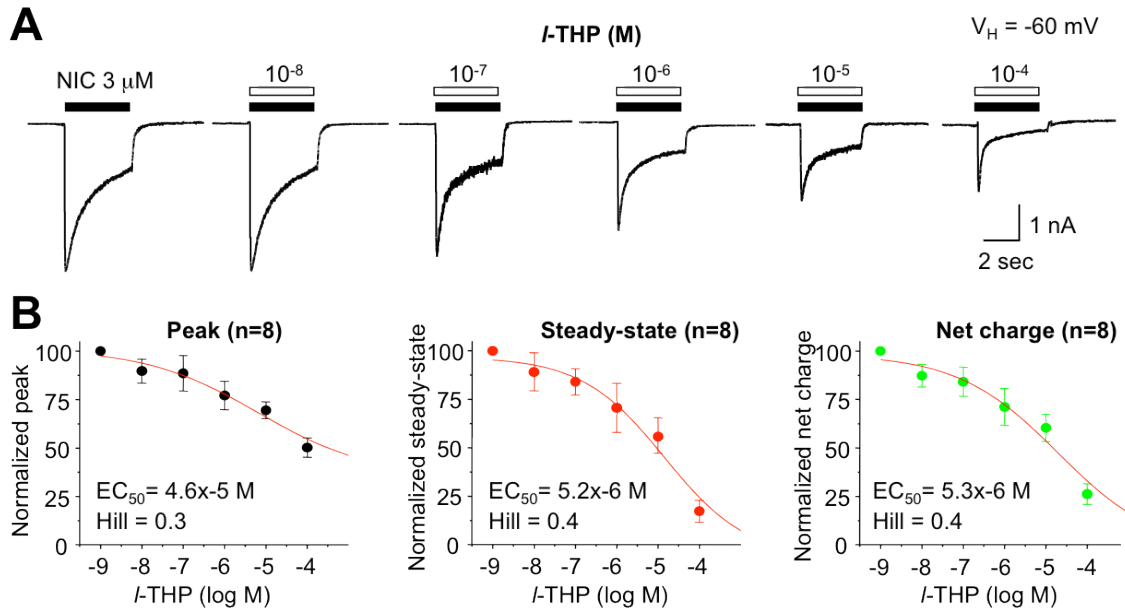 A
l-THP (M)
V_H = -60 mV
NIC 3 μM
10⁻⁸
10⁻⁷
10⁻⁶
10⁻⁵
10⁻⁴
1 nA
2 sec
B
Peak (n=8)
Normalized peak
100
75
50
25
0
EC₅₀= 4.6x-5 M
Hill = 0.3
-9 -8 -7 -6 -5 -4
l-THP (log M)
Steady-state (n=8)
Normalized steady-state
100
75
50
25
0
EC₅₀= 5.2x-6 M
Hill = 0.4
-9 -8 -7 -6 -5 -4
l-THP (log M)
Net charge (n=8)
Normalized net charge
100
75
50
25
0
EC₅₀= 5.3x-6 M
Hill = 0.4
-9 -8 -7 -6 -5 -4
l-THP (log M)